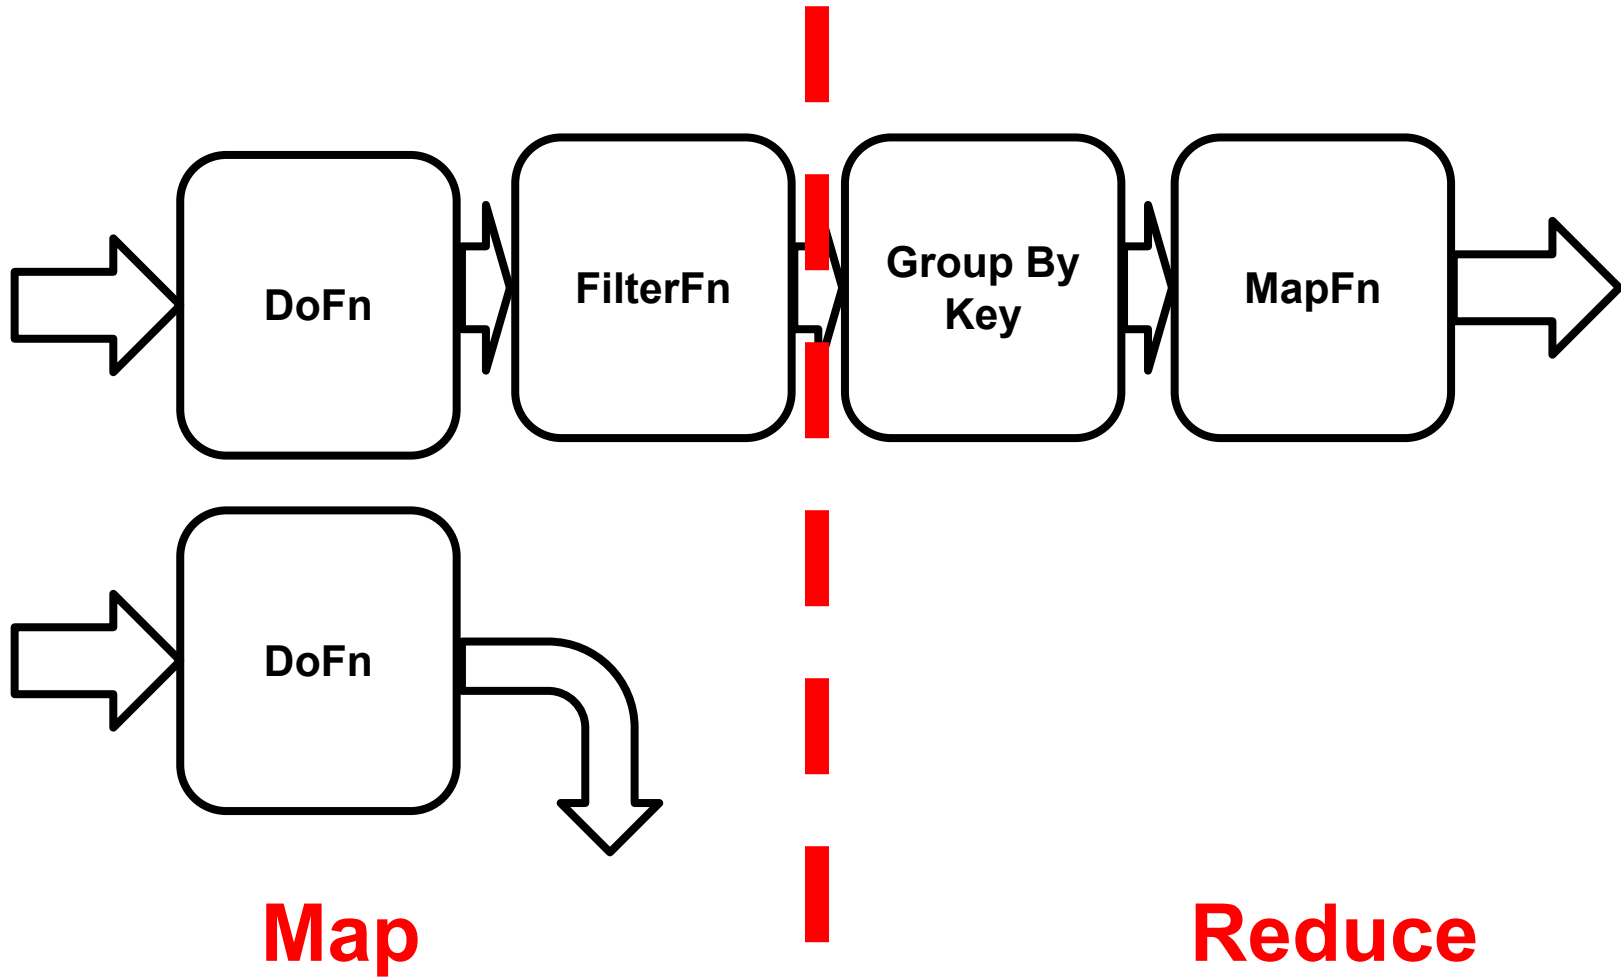 DoFn
FilterFn
Group By
Key
MapFn
DoFn
Map
Reduce